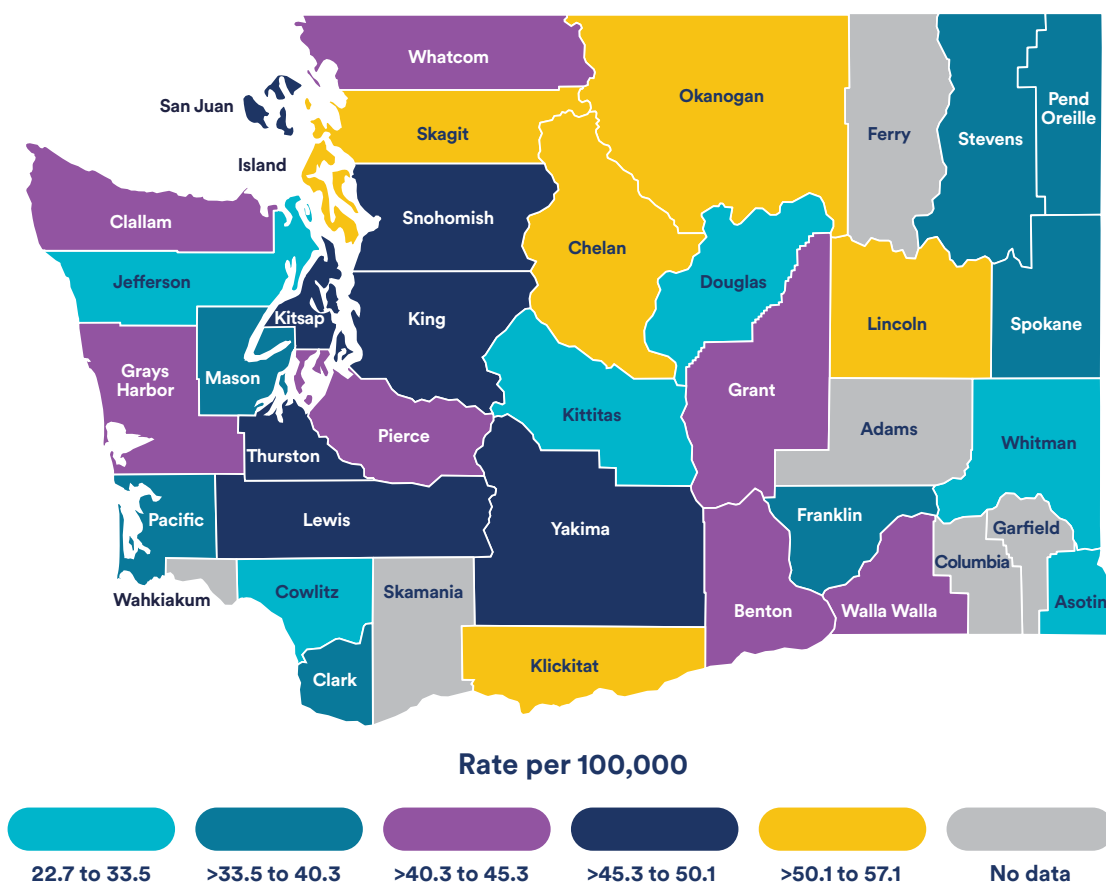 Whatcom
San Juan
Skagit
Okanogan
Ferry
Stevens
Pend
Oreille
Island
Clallam
Snohomish
Chelan
Jefferson
Douglas
Kitsap
King
Lincoln
Spokane
Grays
Harbor
Mason
Grant
Kittitas
Adams
Pierce
Whitman
Thurston
Pacific
Lewis
Yakima
Franklin
Garfield
Columbia
Wahkiakum
Cowlitz
Skamania
Benton
Walla Walla
Asotin
Klickitat
Clark
Rate per 100,000
22.7 to 33.5
>33.5 to 40.3
>40.3 to 45.3
>45.3 to 50.1
>50.1 to 57.1
No data